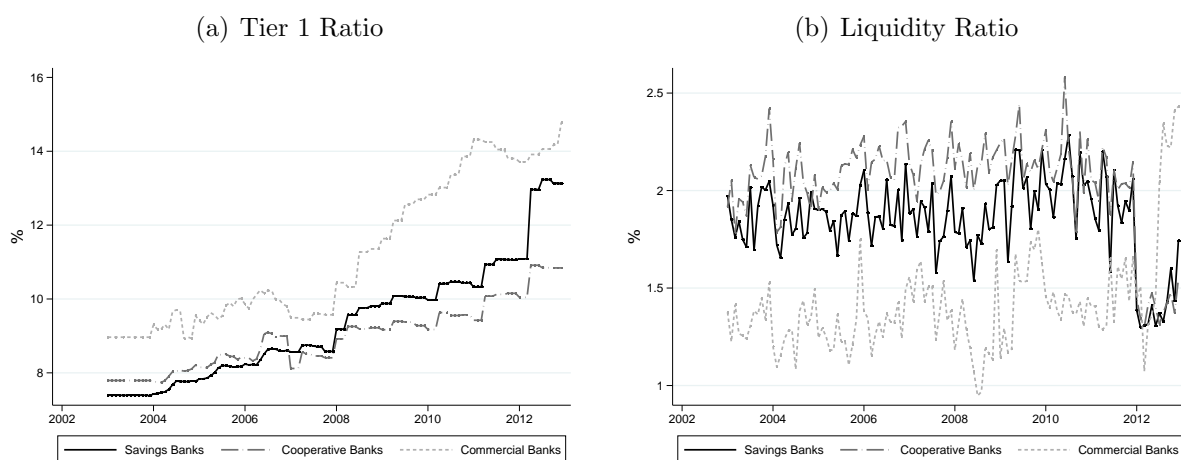 (a) Tier 1 Ratio
16
14
12
10
8
%
2002 2004 2006 2008 2010 2012
Savings Banks Cooperative Banks Commercial Banks
(b) Liquidity Ratio
2.5
2
1.5
1
%
2002 2004 2006 2008 2010 2012
Savings Banks Cooperative Banks Commercial Banks